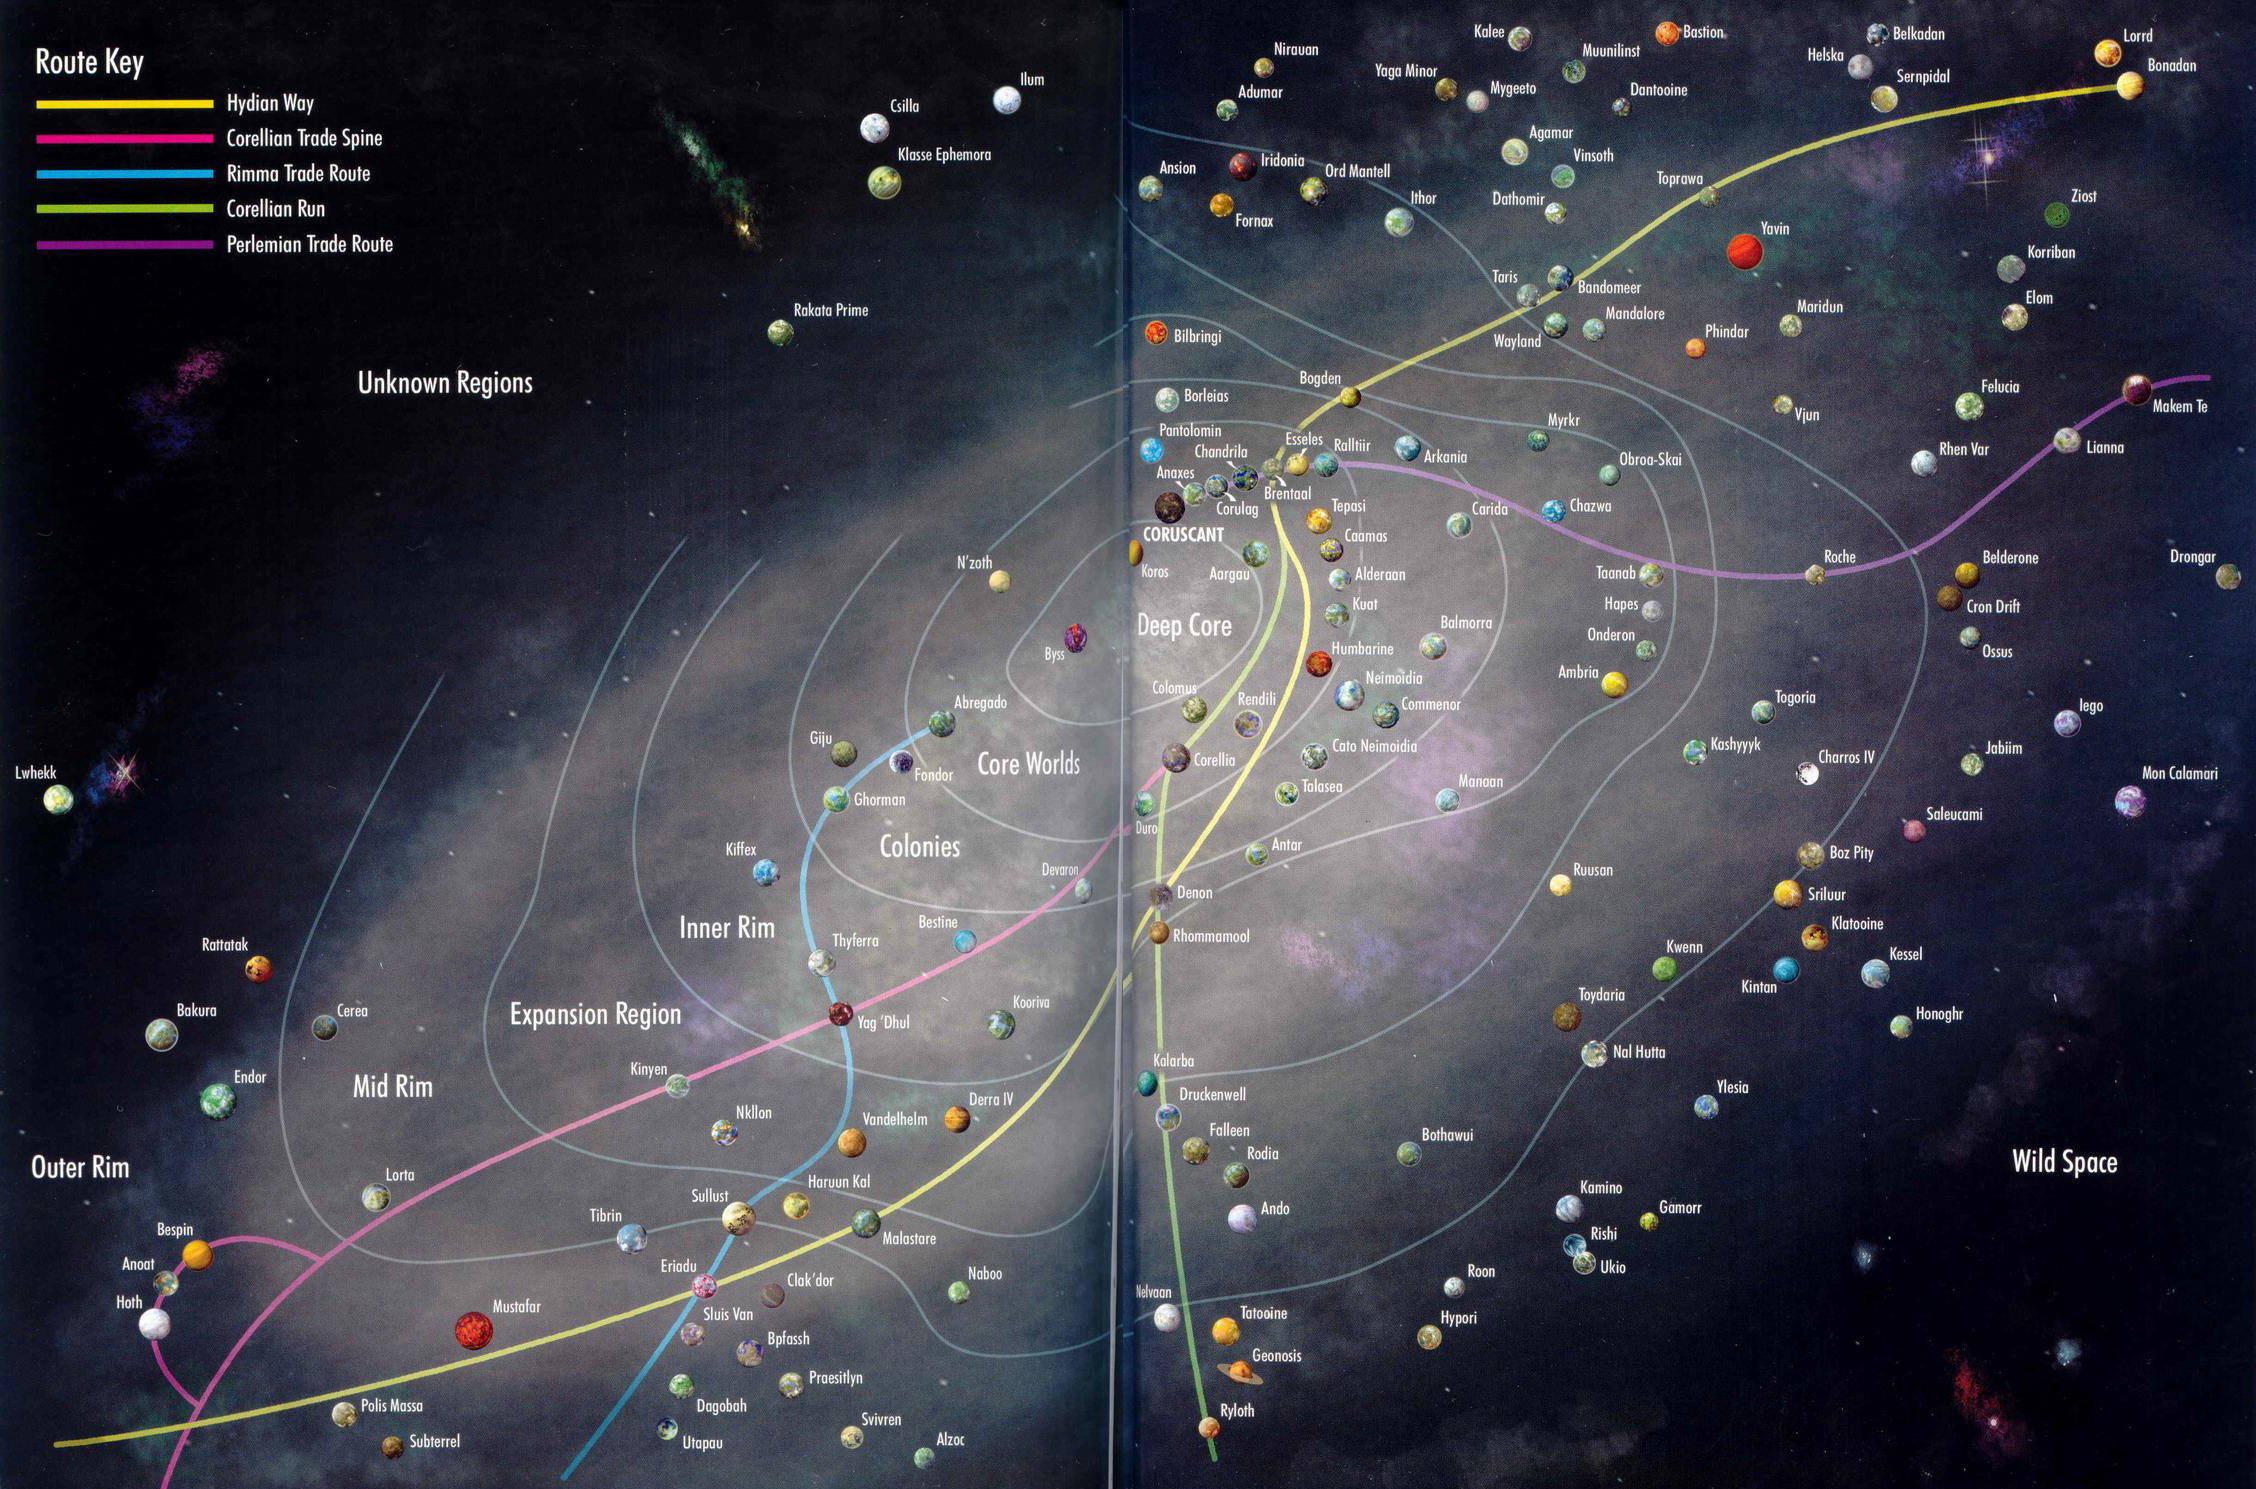 Route Key
Hydian Way
Corellian Trade Spine
Rimma Trade Route
Corellian Run
Perlemian Trade Route
Csilla
Ilum
Klasse Ephemora
Rakata Prime
Unknown Regions
Lwhekk
N'zoth
Byss
Abregado
Giju
Fondor
Core Worlds
Ghorman
Colonies
Kiffex
Devaron
Inner Rim
Bestine
Thyferra
Rattatak
Bakura
Cerea
Expansion Region
Yag 'Dhul
Kooriva
Endor
Mid Rim
Kinyen
Nkllon
Vandelhelm
Derra IV
Outer Rim
Lorta
Haruun Kal
Sullust
Tibrin
Malastare
Bespin
Anoat
Hoth
Eriadu
Clak'dor
Naboo
Mustafar
Sluis Van
Bpfassh
Praesitlyn
Dagobah
Polis Massa
Subterrel
Utapau
Svivren
Alzoc
Nirauan
Adumar
Kalee
Yaga Minor
Mygeeto
Muunilinst
Bastion
Dantooine
Helska
Belkadan
Sernpidal
Lorrd
Bonadan
Agamar
Vinsoth
Ansion
Iridonia
Ord Mantell
Fornax
Ithor
Dathomir
Toprawa
Yavin
Ziost
Korriban
Elom
Taris
Bandomeer
Wayland
Mandalore
Maridun
Phindar
Bilbringi
Bogden
Borleias
Vjun
Felucia
Makem Te
Lianna
Rhen Var
Pantolomin
Chandrila
Esseles
Ralltiir
Arkania
Myrkr
Obroa-Skai
Anaxes
Corulag
Brentaal
Tepasi
Carida
Chazwa
CORUSCANT
Caamas
Koros
Aargau
Alderaan
Taanab
Roche
Belderone
Drongar
Kuat
Hapes
Cron Drift
Deep Core
Balmorra
Onderon
Ossus
Humbarine
Neimoidia
Ambria
Colomus
Rendili
Commenor
Togoria
Iego
Corellia
Cato Neimoidia
Kashyyyk
Charros IV
Jabiim
Talasea
Manaan
Mon Calamari
Duro
Saleucami
Antar
Boz Pity
Ruusan
Denon
Sriluur
Rhommamool
Klatooine
Kwenn
Kessel
Kintan
Toydaria
Honoghr
Nal Hutta
Kalarba
Druckenwell
Ylesia
Falleen
Rodia
Bothawui
Wild Space
Kamino
Gamorr
Ando
Rishi
Ukio
Roon
Nelvaan
Tatooine
Hypori
Geonosis
Ryloth